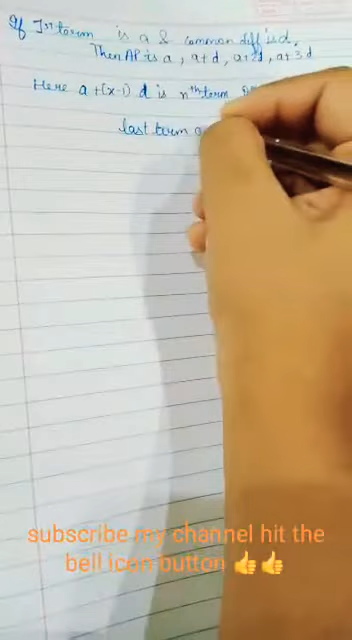 If Ist term is a & common diff is d.
Then AP is a, a+d, a+2d, a+3d
Here a+(x-1) d is nth term
last term
subscribe my channel hit the
bell icon button 👍👍